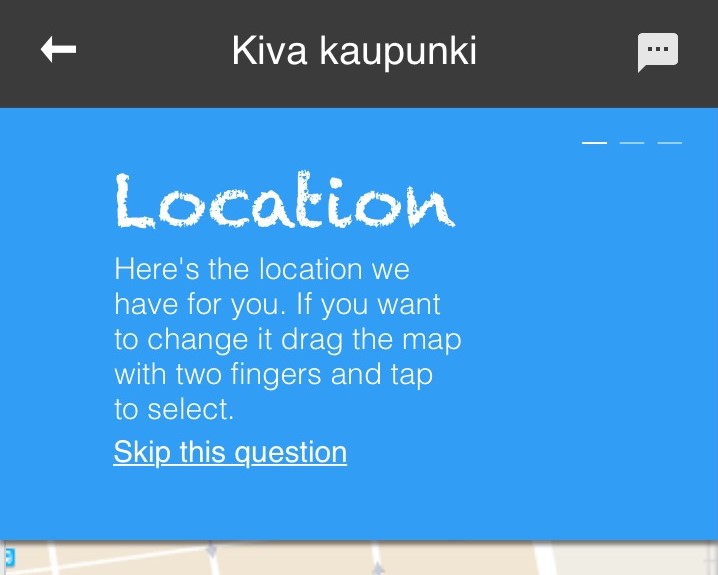 Kiva kaupunki
Location
Here's the location we
have for you. If you want
to change it drag the map
with two fingers and tap
to select.
Skip this question